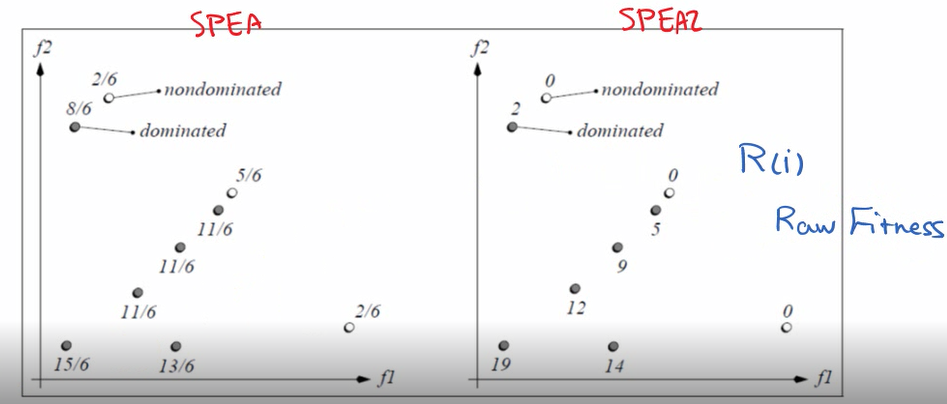 SPEA
SPEA2
f2
2/6
nondominated
8/6
dominated
5/6
11/6
11/6
11/6
2/6
15/6
13/6
f1
f2
0
nondominated
2
dominated
0
5
9
12
0
19
14
f1
R(i)
Raw Fitness